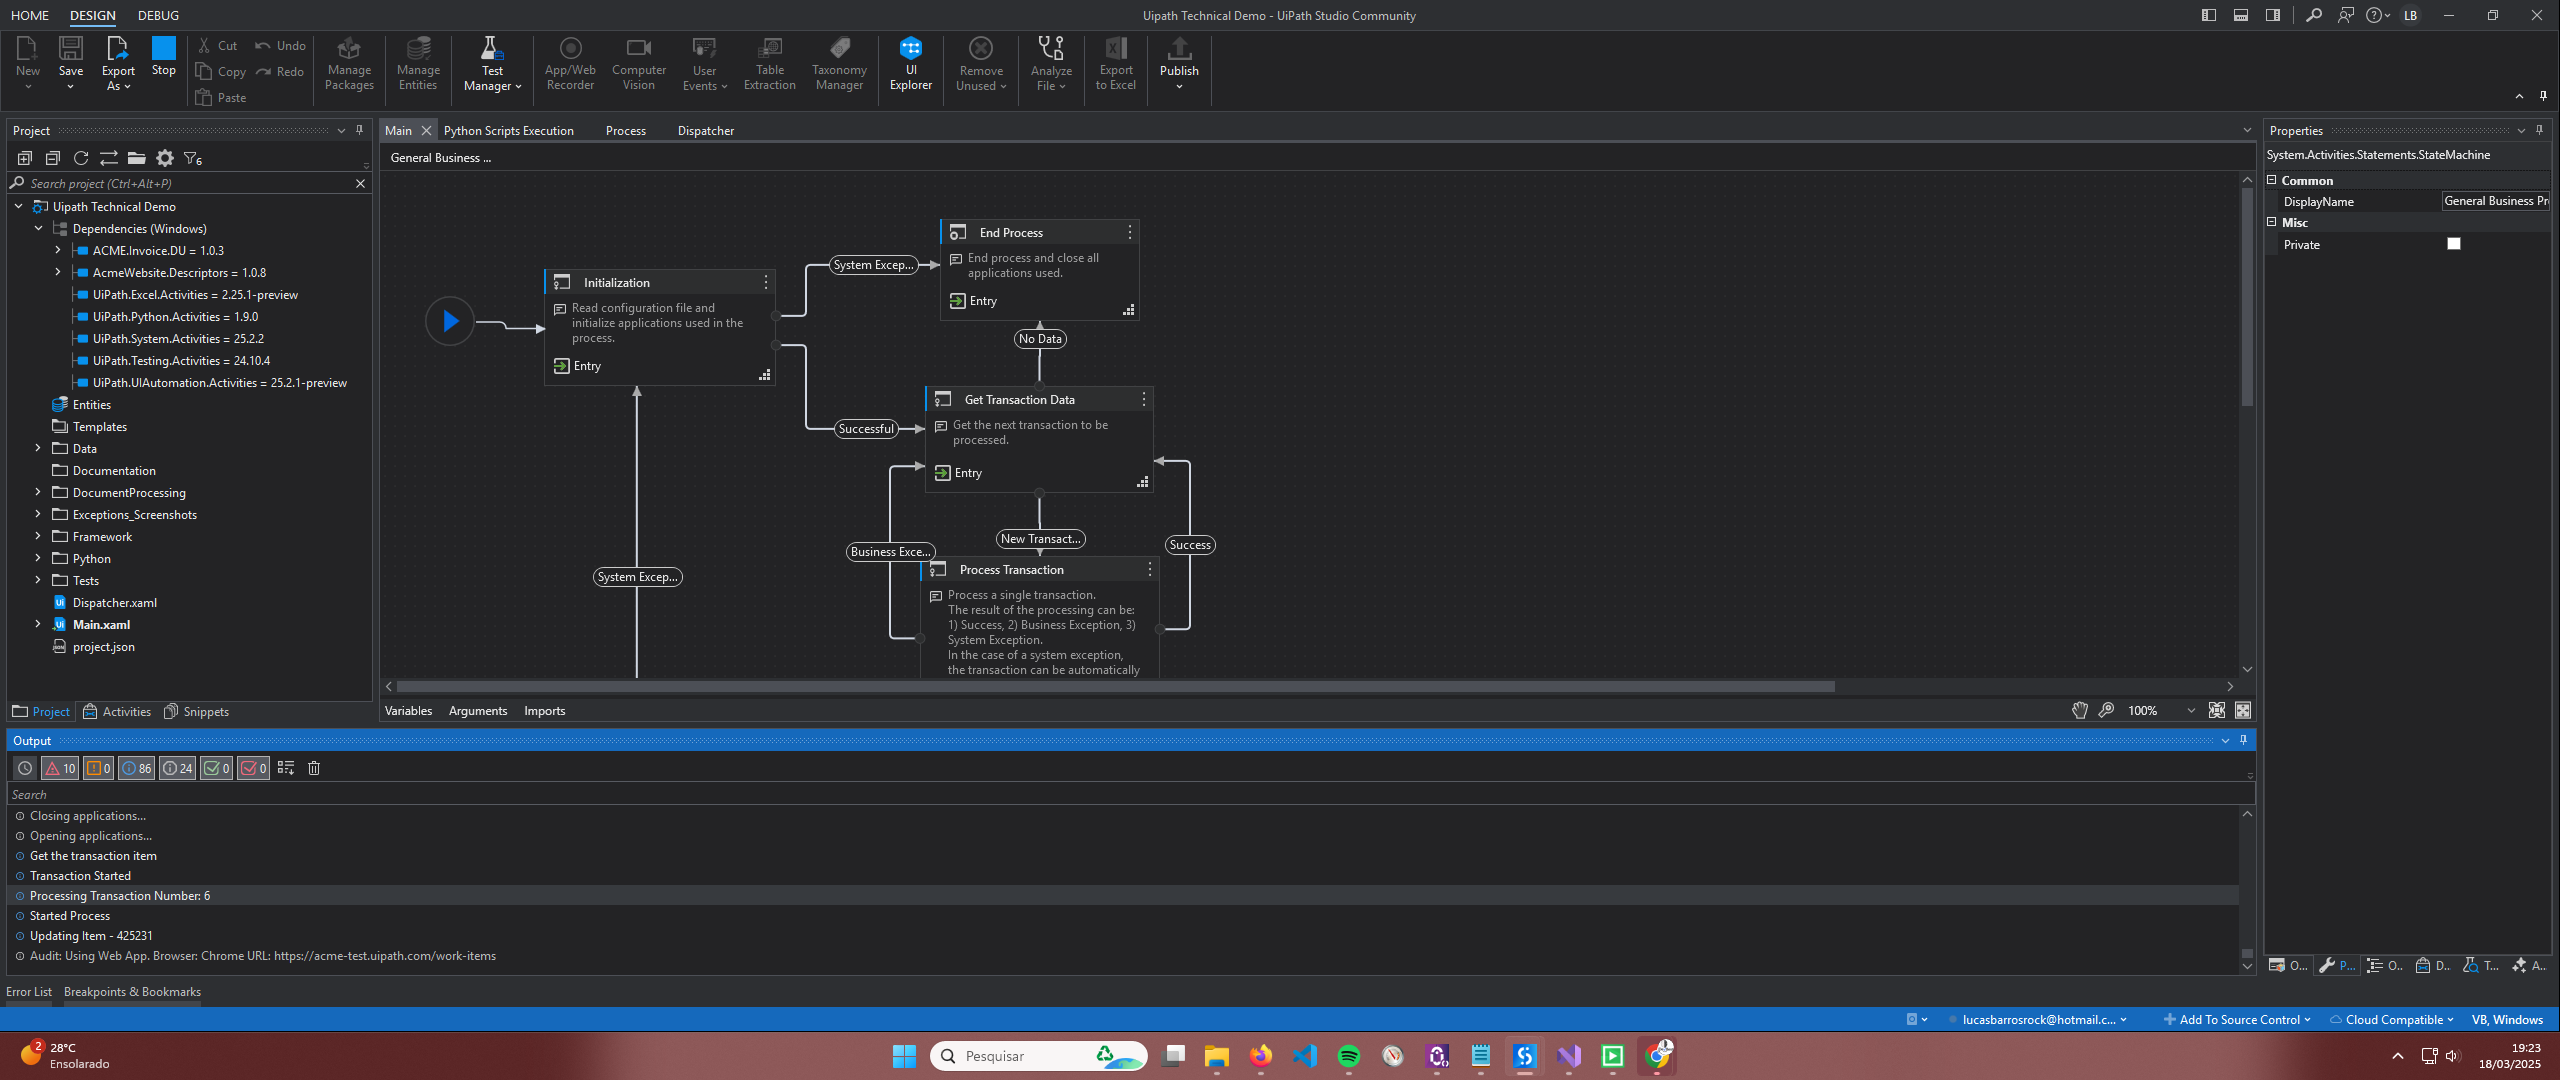 HOME DESIGN DEBUG
Uipath Technical Demo - UiPath Studio Community
LB
New
Save
Export As
Stop
Cut
Copy
Paste
Undo
Redo
Manage Packages
Manage Entities
Test Manager
App/Web Recorder
Computer Vision
User Events
Table Extraction
Taxonomy Manager
UI Explorer
Remove Unused
Analyze File
Export to Excel
Publish
Project
6
Search project (Ctrl+Alt+P)
Uipath Technical Demo
Dependencies (Windows)
ACME.Invoice.DU = 1.0.3
AcmeWebsite.Descriptors = 1.0.8
UiPath.Excel.Activities = 2.25.1-preview
UiPath.Python.Activities = 1.9.0
UiPath.System.Activities = 25.2.2
UiPath.Testing.Activities = 24.10.4
UiPath.UIAutomation.Activities = 25.2.1-preview
Entities
Templates
Data
Documentation
DocumentProcessing
Exceptions_Screenshots
Framework
Python
Tests
Dispatcher.xaml
Main.xaml
project.json
Project Activities Snippets
Main Python Scripts Execution Process Dispatcher
General Business ...
Initialization
Read configuration file and
initialize applications used in the
process.
Entry
System Excep...
End Process
End process and close all
applications used.
Entry
No Data
Successful
Get Transaction Data
Get the next transaction to be
processed.
Entry
New Transact...
Business Exce...
Success
System Excep...
Process Transaction
Process a single transaction.
The result of the processing can be:
1) Success, 2) Business Exception, 3)
System Exception.
In the case of a system exception,
the transaction can be automatically
Variables Arguments Imports
100%
Properties
System.Activities.Statements.StateMachine
Common
DisplayName General Business Pr
Misc
Private
O... P... O.. D.. T... A..
Output
10 0 86 24 0 0
Search
Closing applications...
Opening applications...
Get the transaction item
Transaction Started
Processing Transaction Number: 6
Started Process
Updating Item - 425231
Audit: Using Web App. Browser: Chrome URL: https://acme-test.uipath.com/work-items
Error List Breakpoints & Bookmarks
lucasbarrosrock@hotmail.c... Add To Source Control Cloud Compatible VB, Windows
2
28°C
Ensolarado
Pesquisar
19:23
18/03/2025